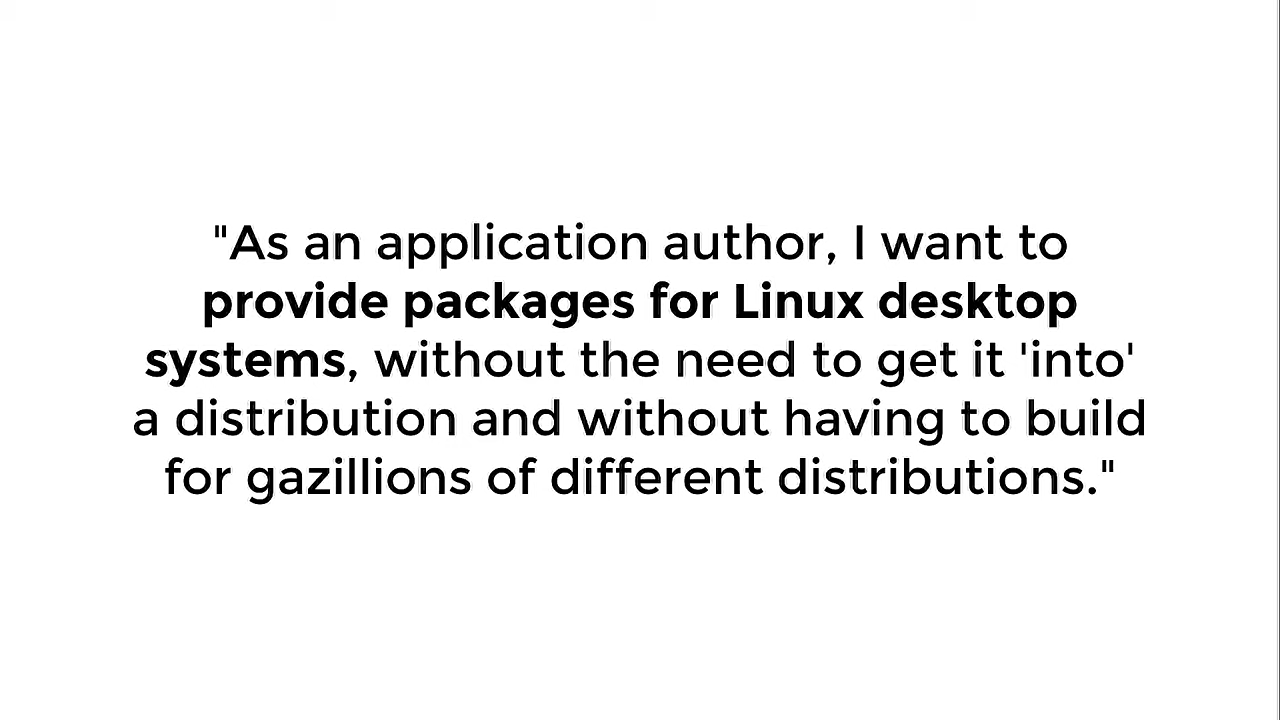 "As an application author, I want to
provide packages for Linux desktop
systems, without the need to get it 'into'
a distribution and without having to build
for gazillions of different distributions."